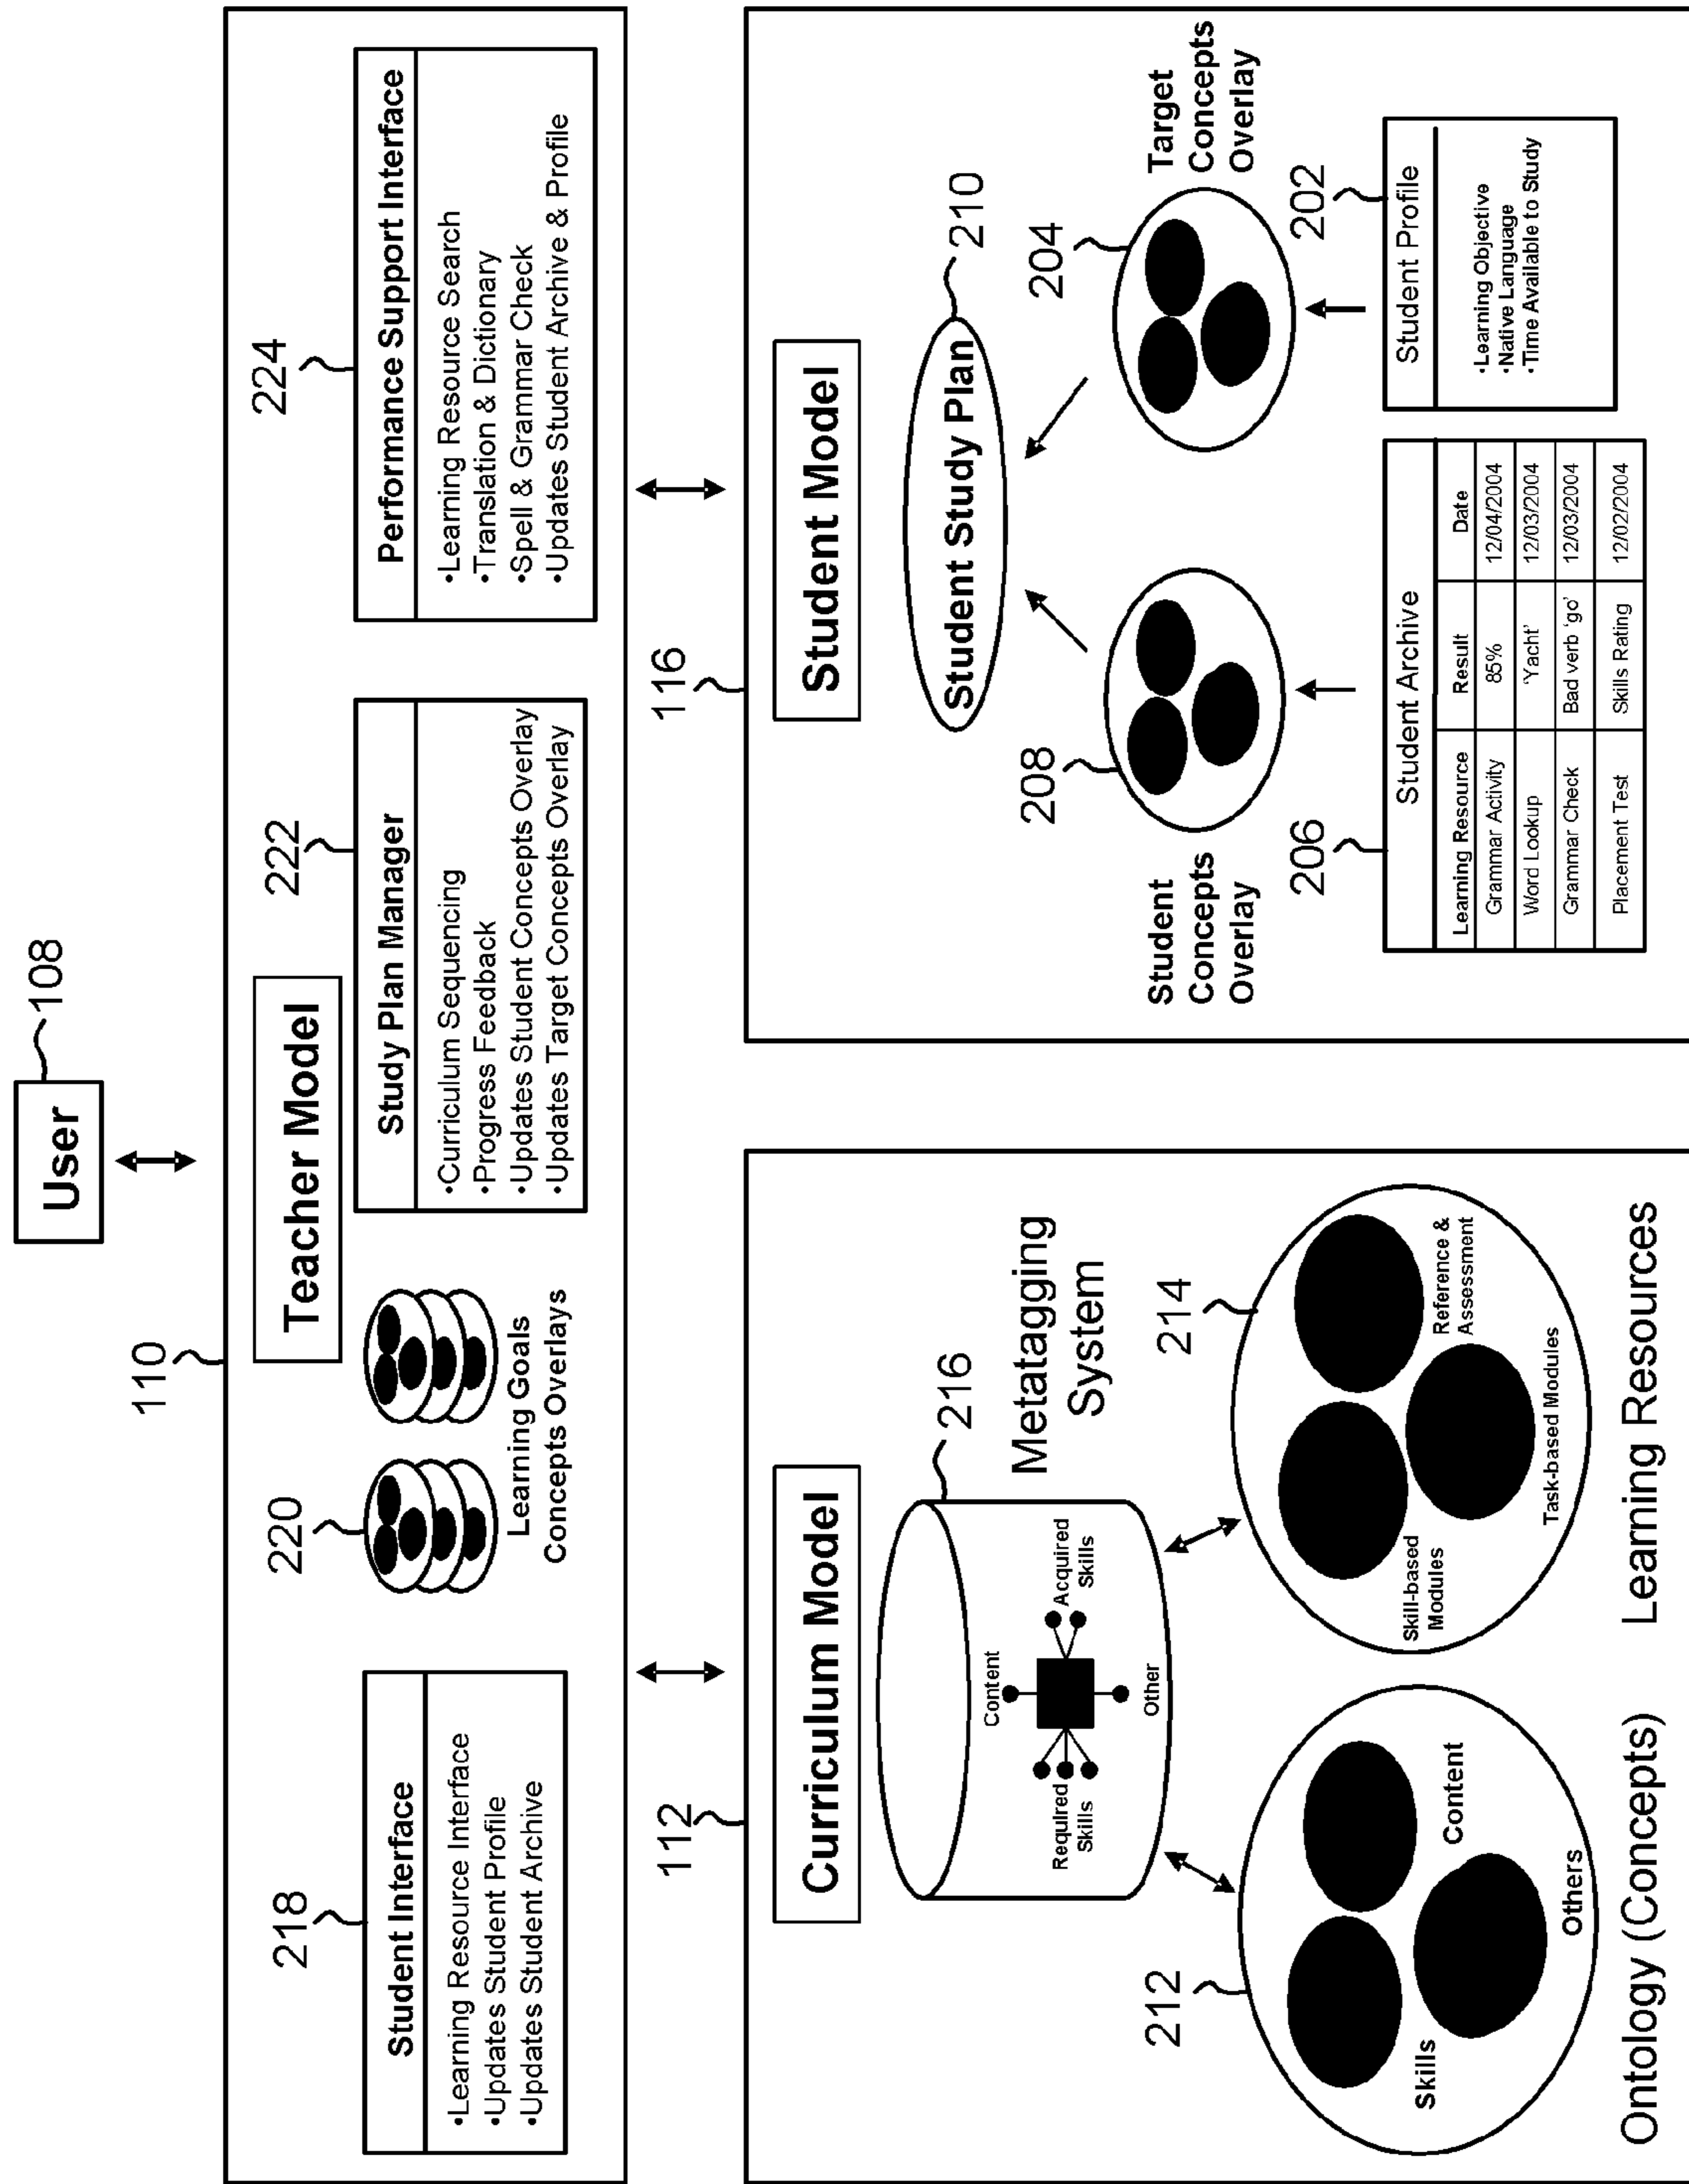 User
108
110
Teacher Model
218
Student Interface
•Learning Resource Interface
•Updates Student Profile
•Updates Student Archive
220
Learning Goals
Concepts Overlays
222
Study Plan Manager
•Curriculum Sequencing
•Progress Feedback
•Updates Student Concepts Overlay
•Updates Target Concepts Overlay
224
Performance Support Interface
•Learning Resource Search
•Translation & Dictionary
•Spell & Grammar Check
•Updates Student Archive & Profile
112
Curriculum Model
216
Metatagging
System
Content
Required
Skills
Acquired
Skills
Other
212
Skills
Content
Others
Ontology (Concepts)
214
Skill-based
Modules
Reference &
Assessment
Task-based Modules
Learning Resources
116
Student Model
Student Study Plan
210
208
Student
Concepts
Overlay
204
Target
Concepts
Overlay
206
Student Archive
Learning Resource Result Date
Grammar Activity 85% 12/04/2004
Word Lookup 'Yacht' 12/03/2004
Grammar Check Bad verb 'go' 12/03/2004
Placement Test Skills Rating 12/02/2004
202
Student Profile
•Learning Objective
•Native Language
•Time Available to Study